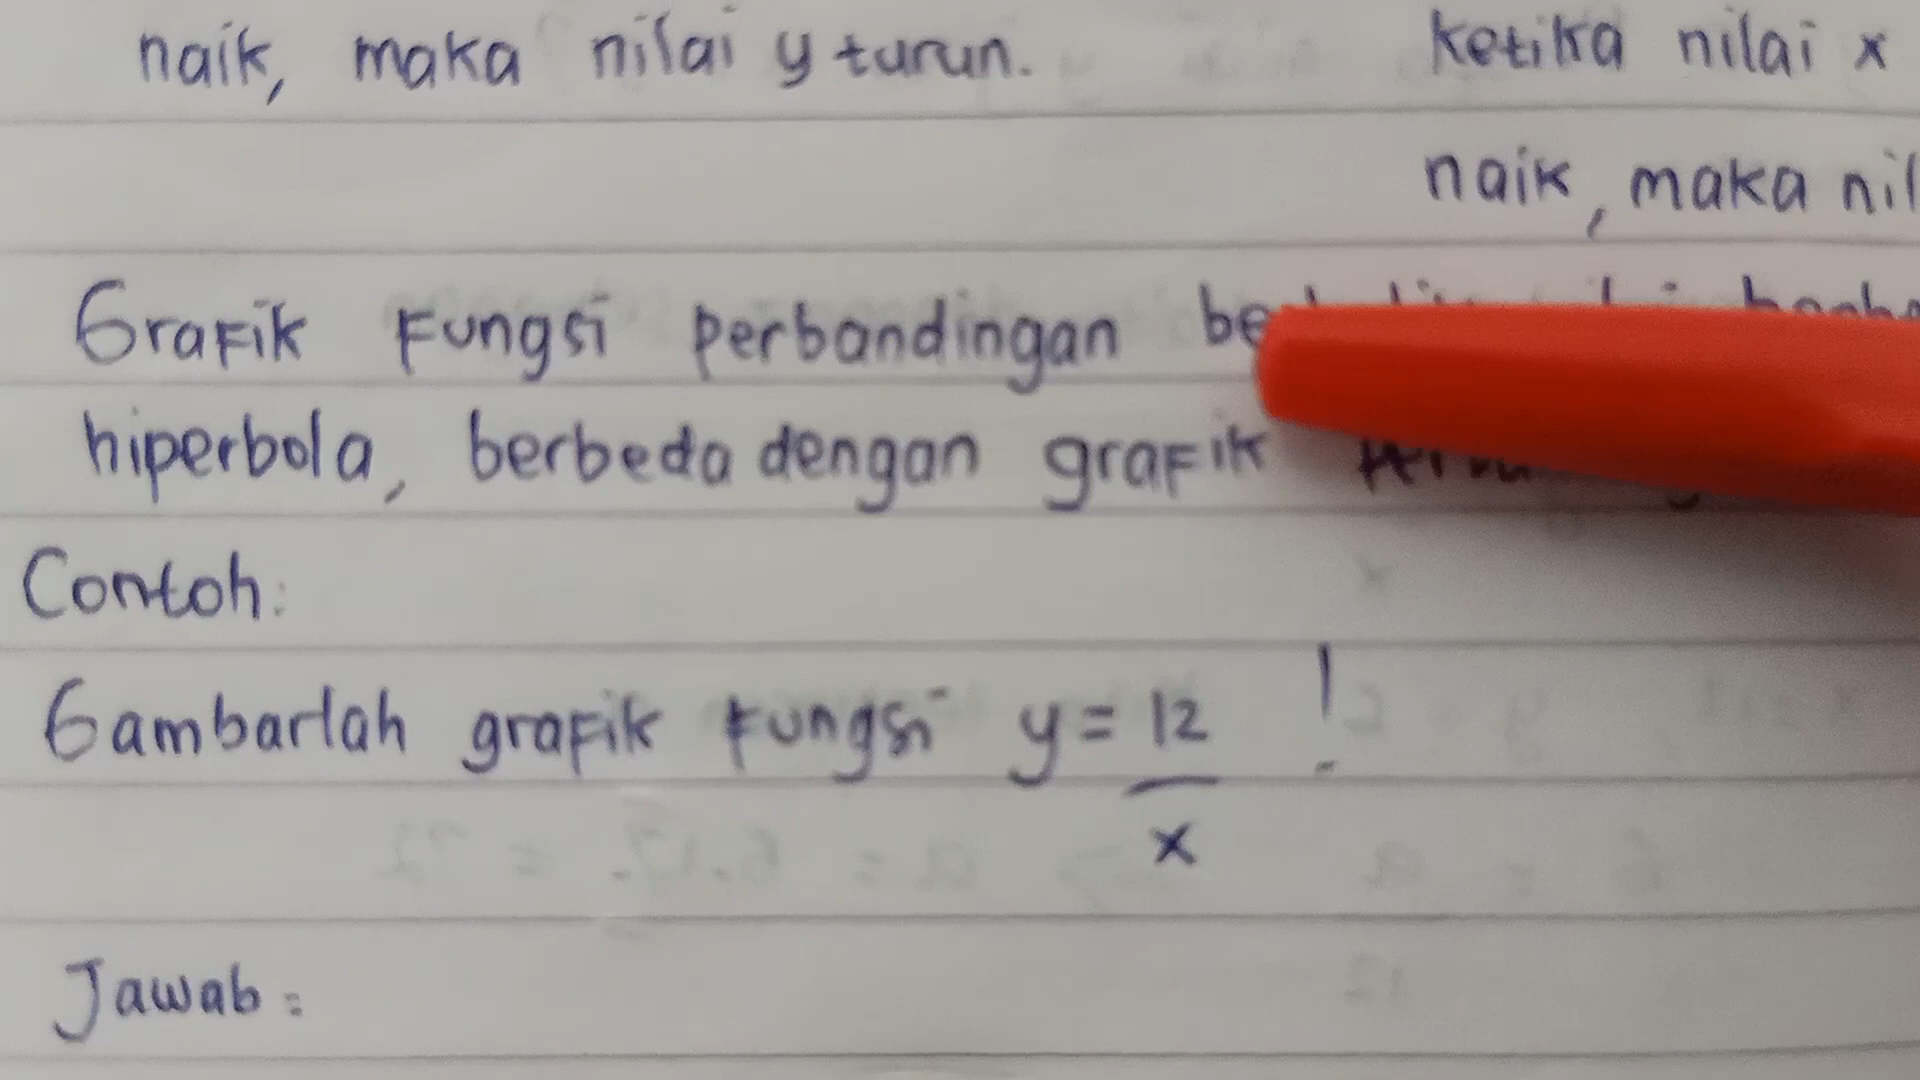 naik, maka nilai y turun. ketika nilai x
naik, maka nil
Grafik Fungsi perbandingan
hiperbola, berbeda dengan grafik
Contoh:
Gambarlah grafik fungsi y = 12 !
x
Jawab: